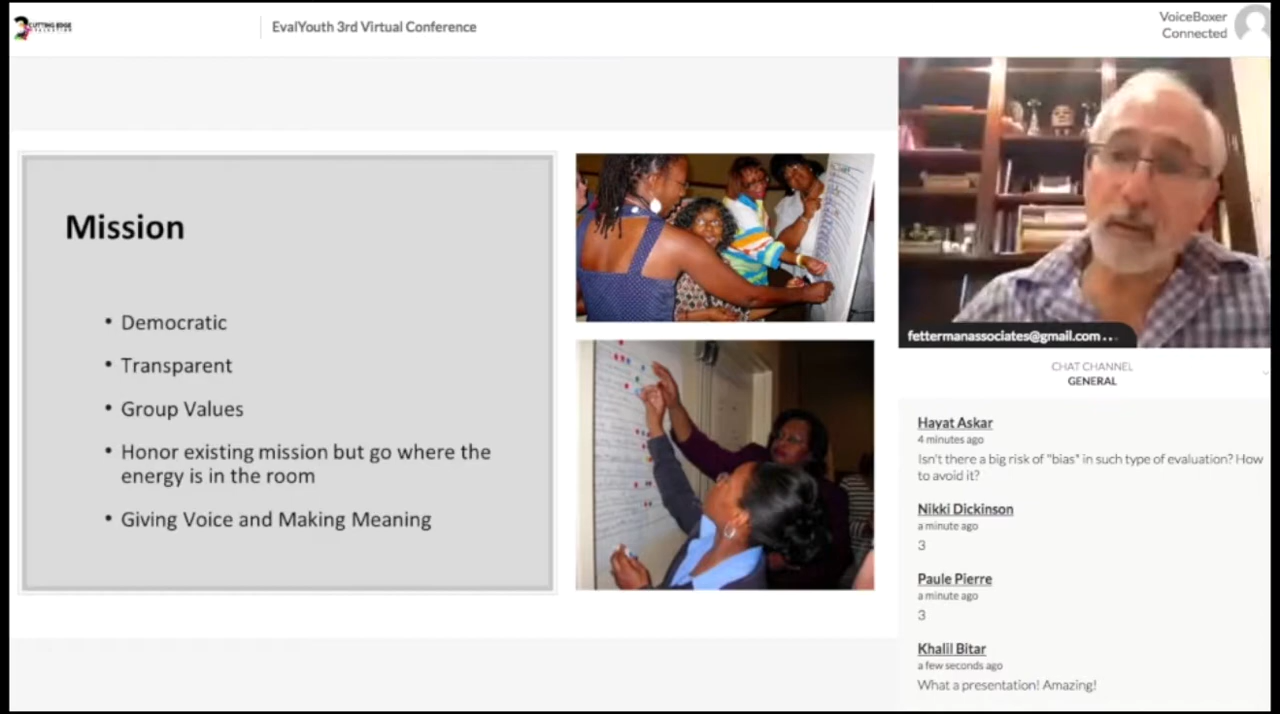 CUTTING EDGE
EvalYouth 3rd Virtual Conference
VoiceBoxer
Connected
Mission
• Democratic
• Transparent
• Group Values
• Honor existing mission but go where the
energy is in the room
• Giving Voice and Making Meaning
fettermanassociates@gmail.com ...
CHAT CHANNEL
GENERAL
Hayat Askar
4 minutes ago
Isn't there a big risk of "bias" in such type of evaluation? How
to avoid it?
Nikki Dickinson
a minute ago
3
Paule Pierre
a minute ago
3
Khalil Bitar
a few seconds ago
What a presentation! Amazing!